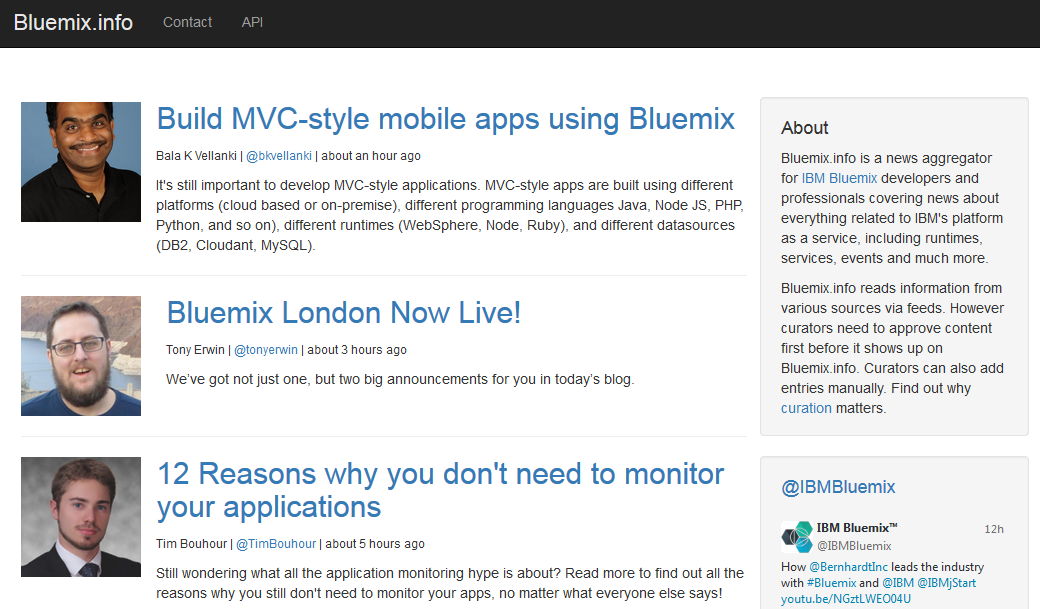 Bluemix.info Contact API
Build MVC-style mobile apps using Bluemix
Bala K Vellanki | @bkvellanki | about an hour ago
It's still important to develop MVC-style applications. MVC-style apps are built using different
platforms (cloud based or on-premise), different programming languages Java, Node JS, PHP,
Python, and so on), different runtimes (WebSphere, Node, Ruby), and different datasources
(DB2, Cloudant, MySQL).
Bluemix London Now Live!
Tony Erwin | @tonyerwin | about 3 hours ago
We've got not just one, but two big announcements for you in today's blog.
12 Reasons why you don't need to monitor
your applications
Tim Bouhour | @TimBouhour | about 5 hours ago
Still wondering what all the application monitoring hype is about? Read more to find out all the
reasons why you still don't need to monitor your apps, no matter what everyone else says!
About
Bluemix.info is a news aggregator
for IBM Bluemix developers and
professionals covering news about
everything related to IBM's platform
as a service, including runtimes,
services, events and much more.
Bluemix.info reads information from
various sources via feeds. However
curators need to approve content
first before it shows up on
Bluemix.info. Curators can also add
entries manually. Find out why
curation matters.
@IBMBluemix
IBM Bluemix™ 12h
@IBMBluemix
How @BernhardtInc leads the industry
with #Bluemix and @IBM @IBMjStart
youtu.be/NGztLWEO04U